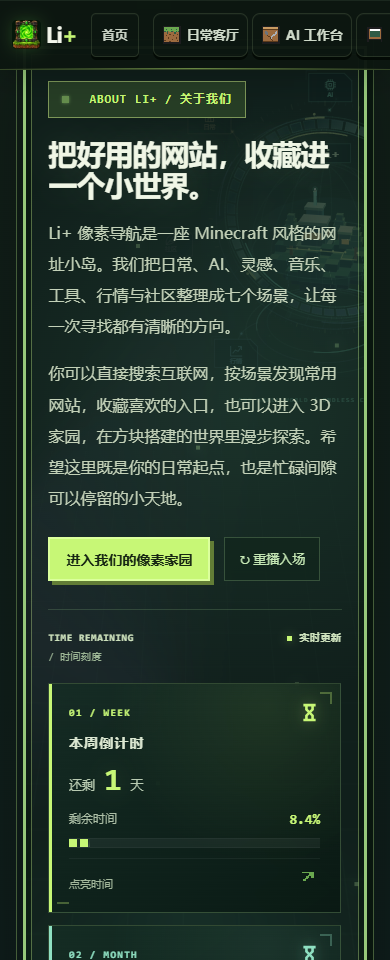 Li+
首页
日常客厅
AI 工作台
ABOUT LI+ / 关于我们
把好用的网站，收藏进
一个小世界。
Li+ 像素导航是一座 Minecraft 风格的网
址小岛。我们把日常、AI、灵感、音乐、
工具、行情与社区整理成七个场景，让每
一次寻找都有清晰的方向。
你可以直接搜索互联网，按场景发现常用
网站，收藏喜欢的入口，也可以进入 3D
家园，在方块搭建的世界里漫步探索。希
望这里既是你的日常起点，也是忙碌间隙
可以停留的小天地。
进入我们的像素家园
↻ 重播入场
TIME REMAINING
实时更新
/ 时间刻度
01 / WEEK
本周倒计时
还剩 1 天
剩余时间
8.4%
点亮时间
02 / MONTH